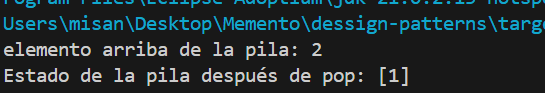 Users\misan\Desktop\Memento\dessign-patterns\targ
elemento arriba de la pila: 2
Estado de la pila después de pop: [1]